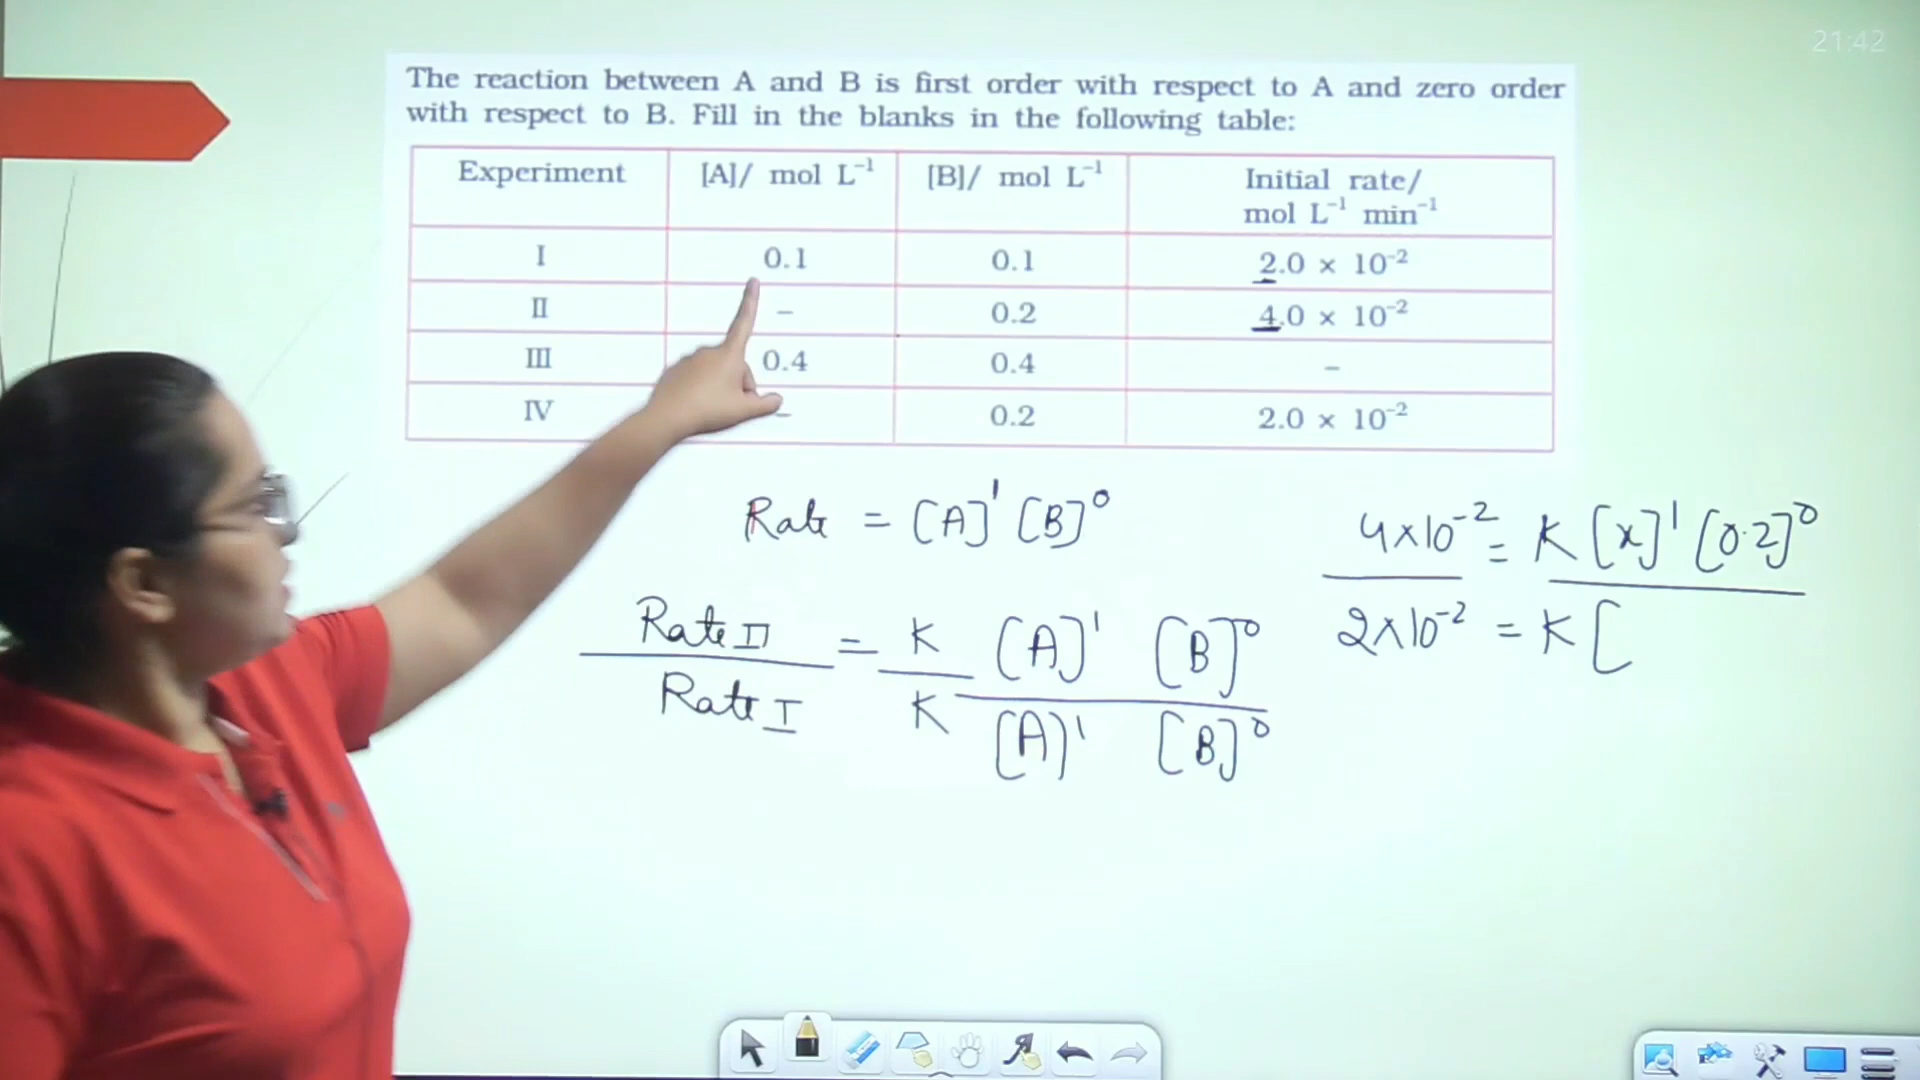 21:42
The reaction between A and B is first order with respect to A and zero order
with respect to B. Fill in the blanks in the following table:
Experiment [A]/ mol L⁻¹ [B]/ mol L⁻¹ Initial rate/
mol L⁻¹ min⁻¹
I 0.1 0.1 2.0 × 10⁻²
II – 0.2 4.0 × 10⁻²
III 0.4 0.4 –
IV – 0.2 2.0 × 10⁻²
Rate = [A]¹ [B]⁰
Rate II = K [A]¹ [B]⁰
Rate I K [A]¹ [B]⁰
4×10⁻² = K [x]¹ [0.2]⁰
2×10⁻² = K [